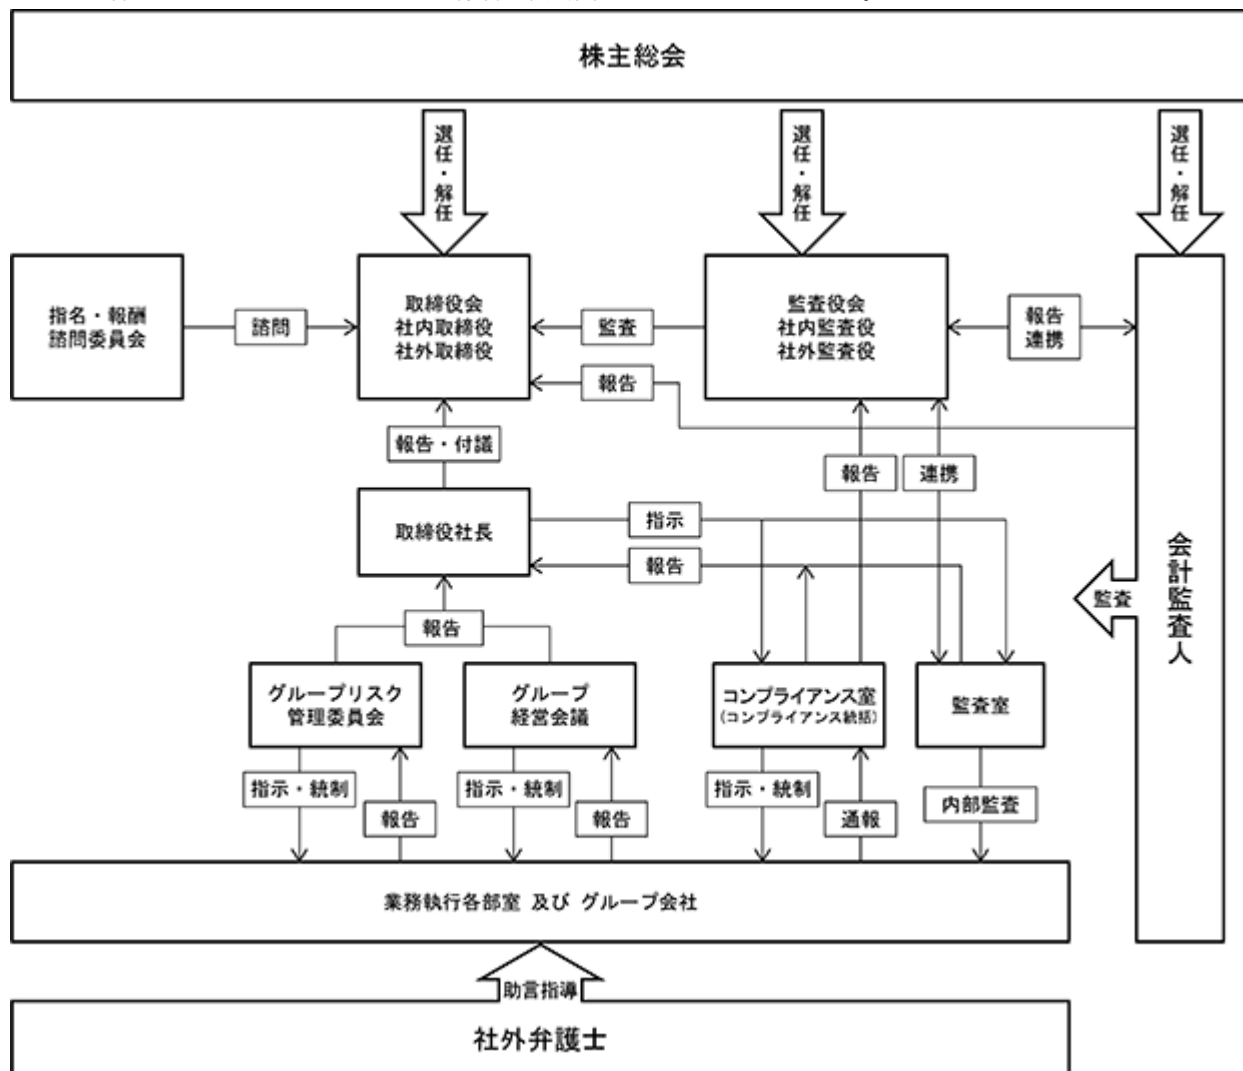 株主総会
選任・解任
選任・解任
選任・解任
指名・報酬
諮問委員会
諮問
取締役会
社内取締役
社外取締役
監査
報告
監査役会
社内監査役
社外監査役
報告
連携
報告・付議
報告
連携
取締役社長
指示
報告
会計監査人
監査
報告
グループリスク
管理委員会
グループ
経営会議
コンプライアンス室
(コンプライアンス統括)
監査室
指示・統制
報告
指示・統制
報告
指示・統制
通報
内部監査
業務執行各部室 及び グループ会社
助言指導
社外弁護士